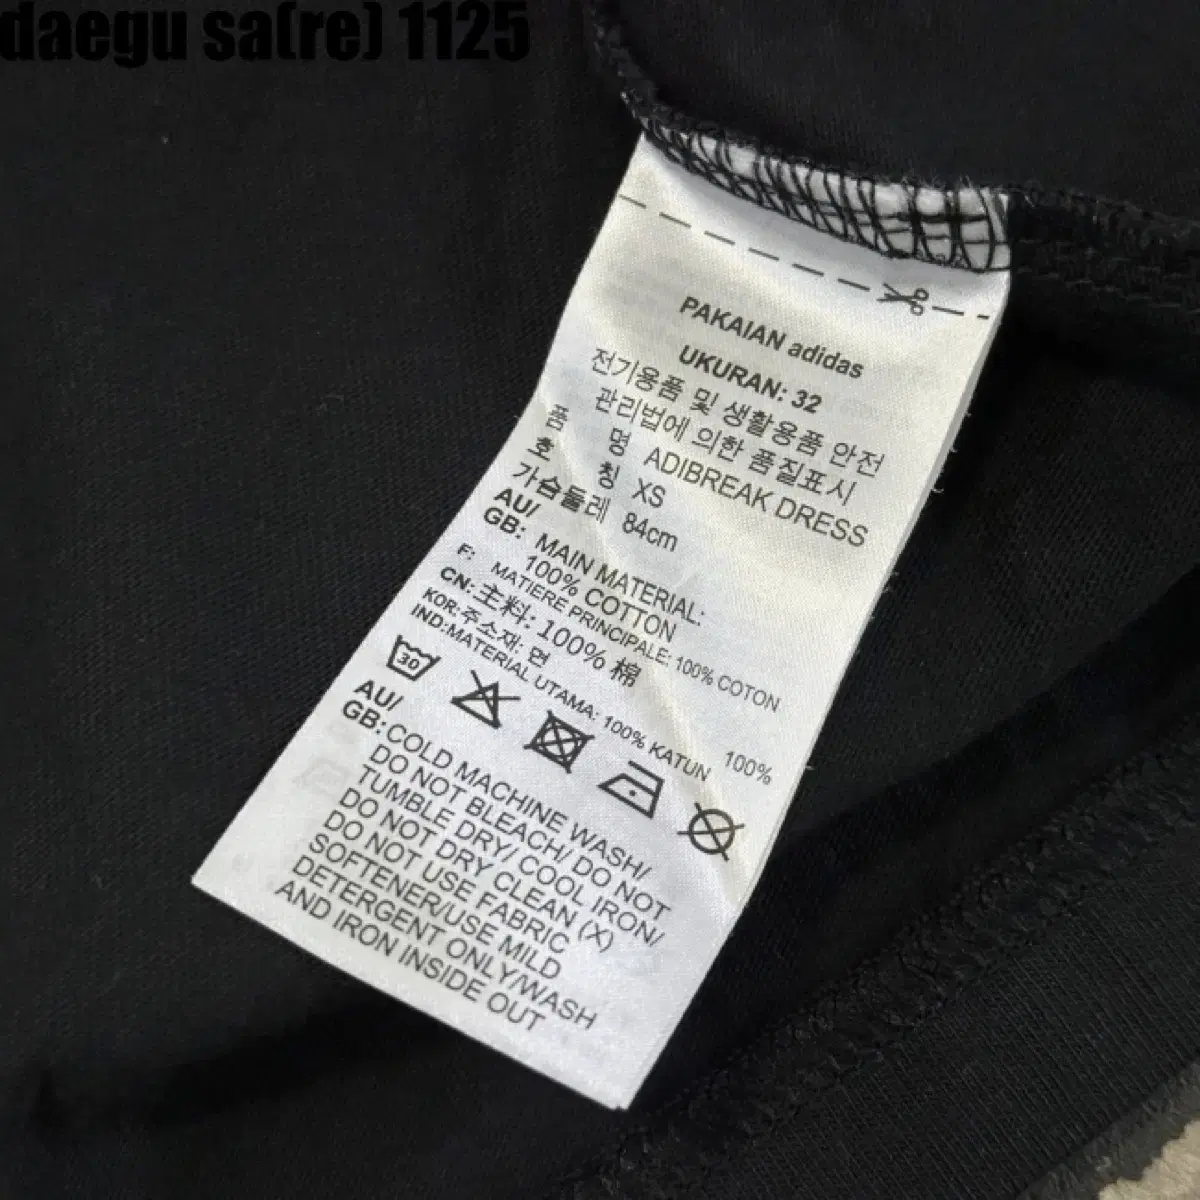 daegu sa(re) 1125
PAKAIAN adidas
UKURAN: 32
전기용품 및 생활용품 안전
관리법에 의한 품질표시
품 명 ADIBREAK DRESS
호 칭 XS
가슴둘레 84cm
AU/
GB: MAIN MATERIAL:
100% COTTON
F: MATIERE PRINCIPALE: 100% COTON
CN: 主料: 100% 棉
KOR: 주소재: 면 100%
IND: MATERIAL UTAMA: 100% KATUN
30
AU/
GB: COLD MACHINE WASH/
DO NOT BLEACH/ DO NOT
TUMBLE DRY/ COOL IRON/
DO NOT DRY CLEAN (X)
DO NOT USE FABRIC
SOFTENER/USE MILD
DETERGENT ONLY/WASH
AND IRON INSIDE OUT